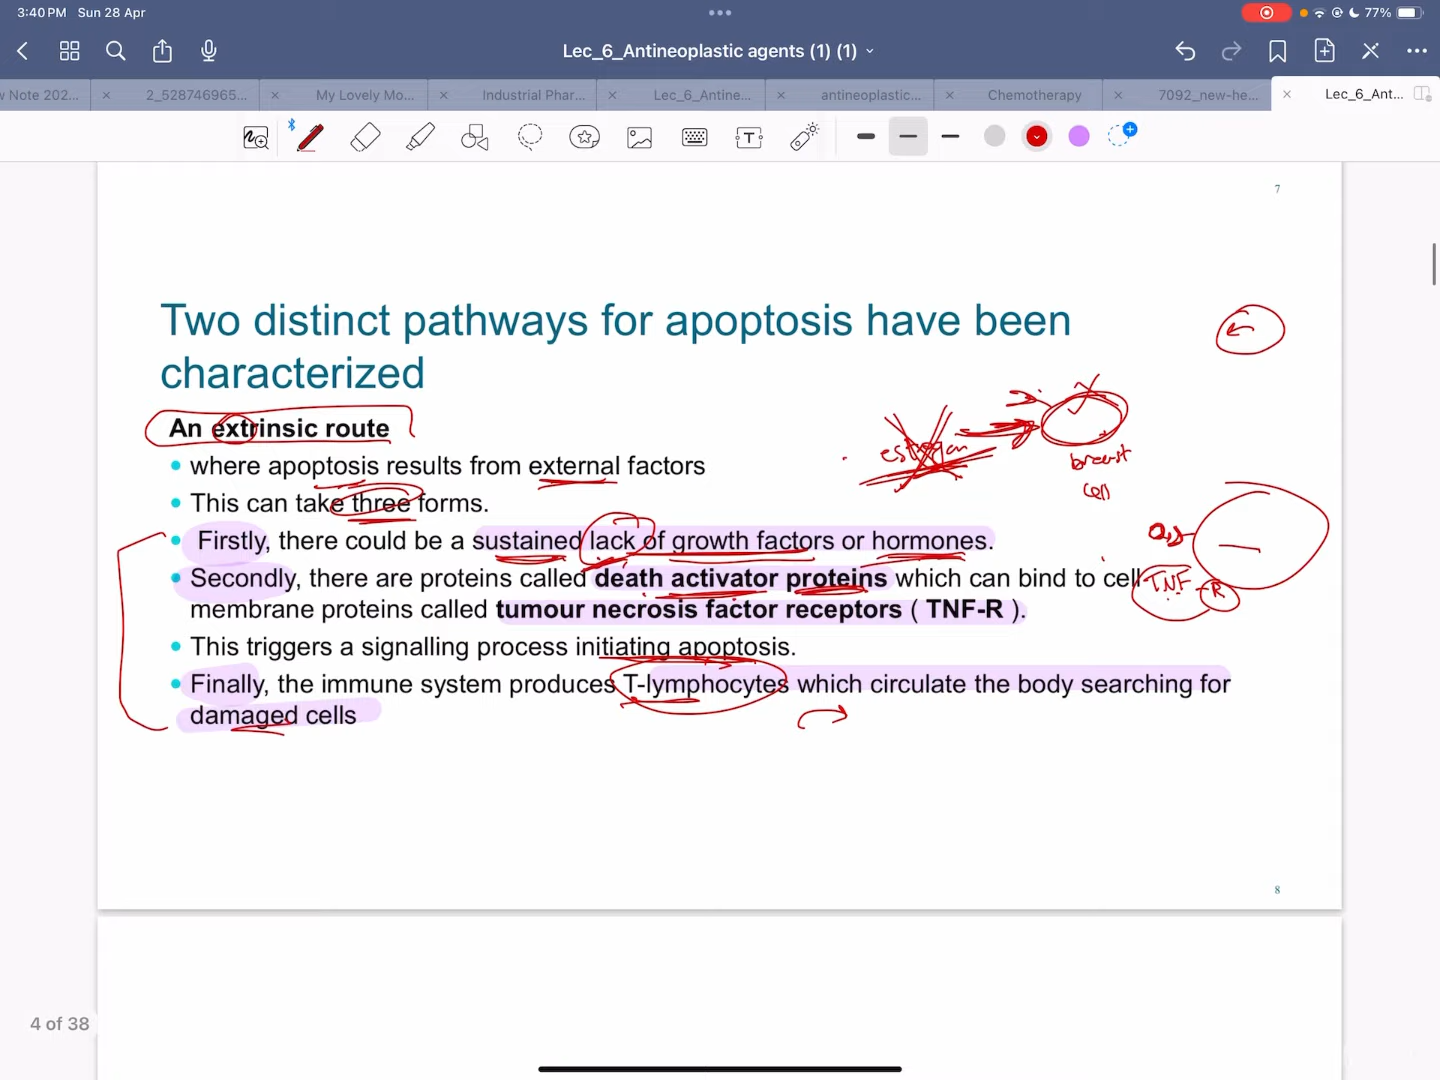 3:40 PM Sun 28 Apr
77%
Lec_6_Antineoplastic agents (1) (1)
w Note 202...
2_528746965...
My Lovely Mo...
Industrial Phar...
Lec_6_Antine...
antineoplastic...
Chemotherapy
7092_new-he...
Lec_6_Ant...
7
Two distinct pathways for apoptosis have been
characterized
An extrinsic route
estrogen
breast
cell
• where apoptosis results from external factors
• This can take three forms.
• Firstly, there could be a sustained lack of growth factors or hormones.
• Secondly, there are proteins called death activator proteins which can bind to cell
TNF - R
membrane proteins called tumour necrosis factor receptors ( TNF-R ).
• This triggers a signalling process initiating apoptosis.
• Finally, the immune system produces T-lymphocytes which circulate the body searching for
damaged cells
8
4 of 38